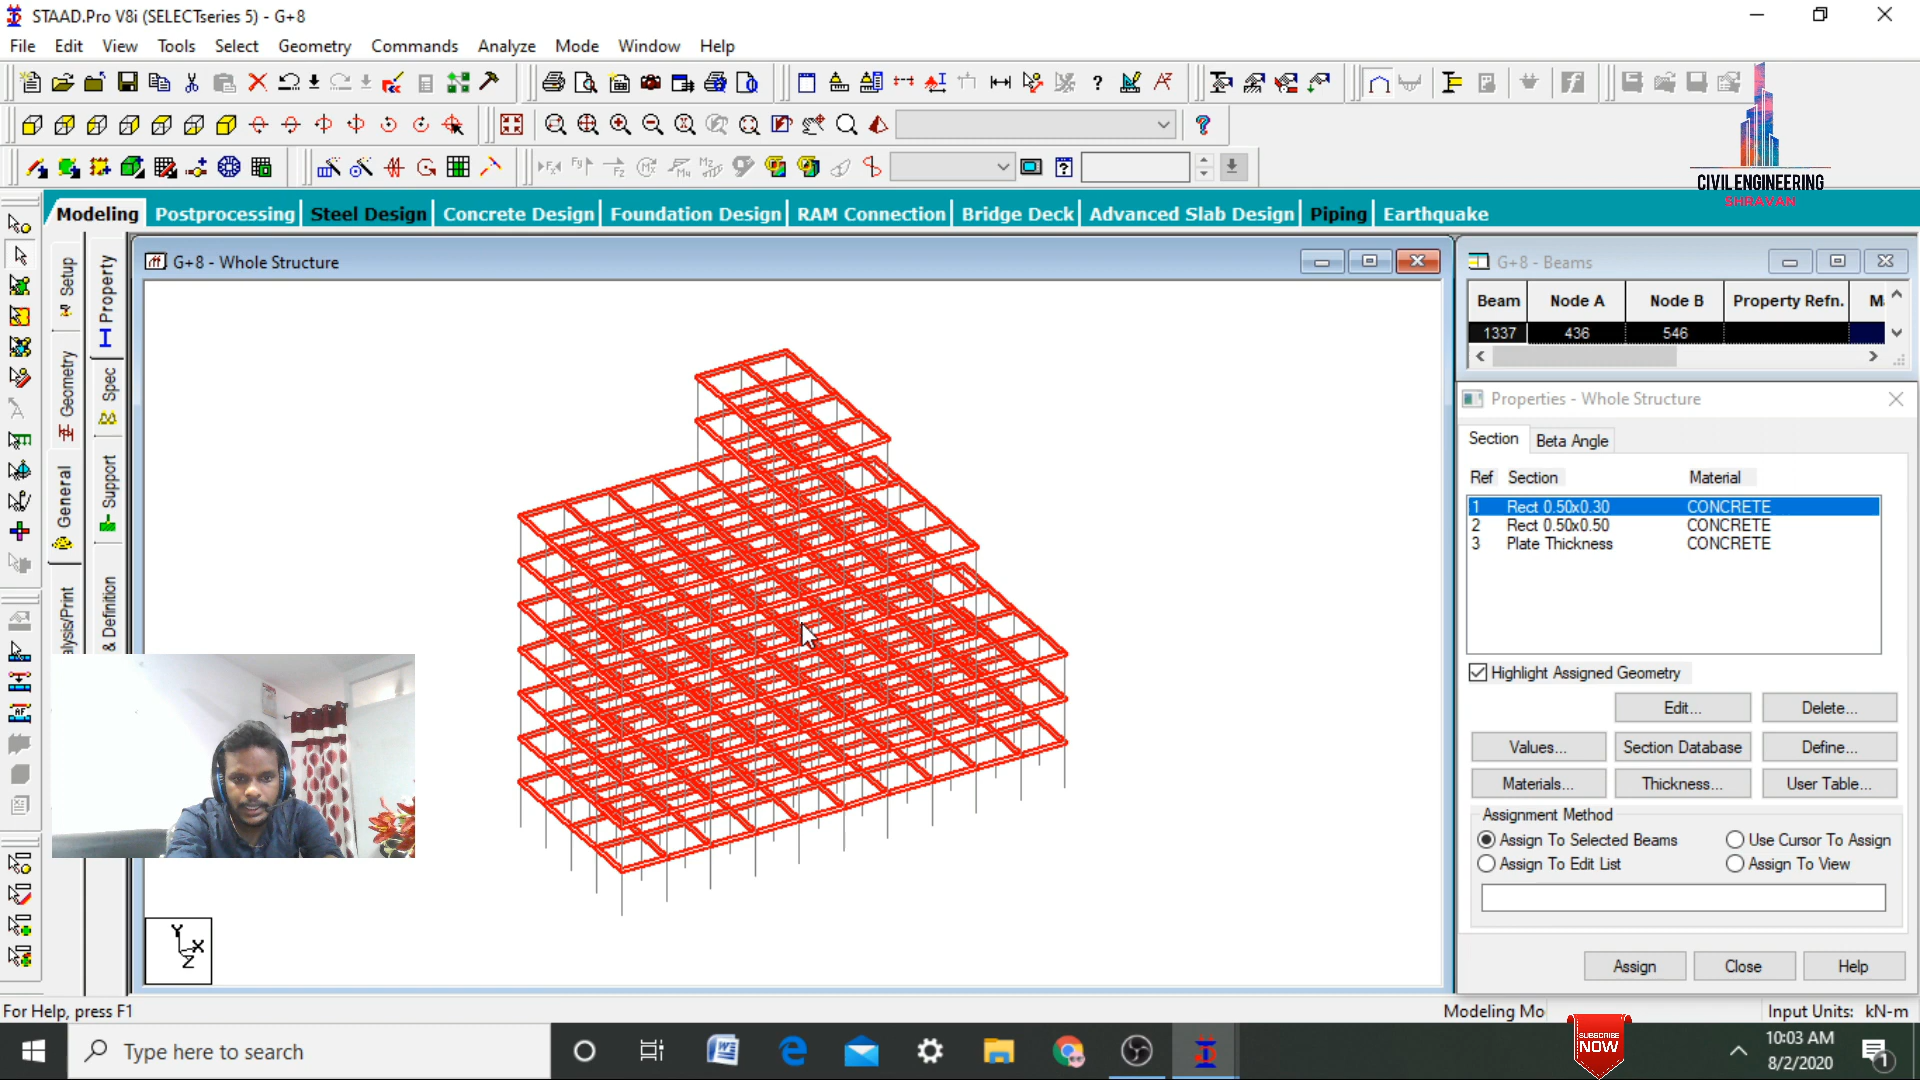 STAAD.Pro V8i (SELECTseries 5) - G+8
File Edit View Tools Select Geometry Commands Analyze Mode Window Help
CIVIL ENGINEERING
SHRAVAN
Modeling Postprocessing Steel Design Concrete Design Foundation Design RAM Connection Bridge Deck Advanced Slab Design Piping Earthquake
Setup
Geometry
General
alysis/Print
Property
Spec
Support
& Definition
G+8 - Whole Structure
Y
X
Z
G+8 - Beams
Beam Node A Node B Property Refn. M
1337 436 546
Properties - Whole Structure
Section Beta Angle
Ref Section Material
1 Rect 0.50x0.30 CONCRETE
2 Rect 0.50x0.50 CONCRETE
3 Plate Thickness CONCRETE
Highlight Assigned Geometry
Edit... Delete...
Values... Section Database Define...
Materials... Thickness... User Table...
Assignment Method
Assign To Selected Beams Use Cursor To Assign
Assign To Edit List Assign To View
Assign Close Help
For Help, press F1
Modeling Mo
Input Units: kN-m
Type here to search
SUBSCRIBE
NOW
10:03 AM
8/2/2020
1